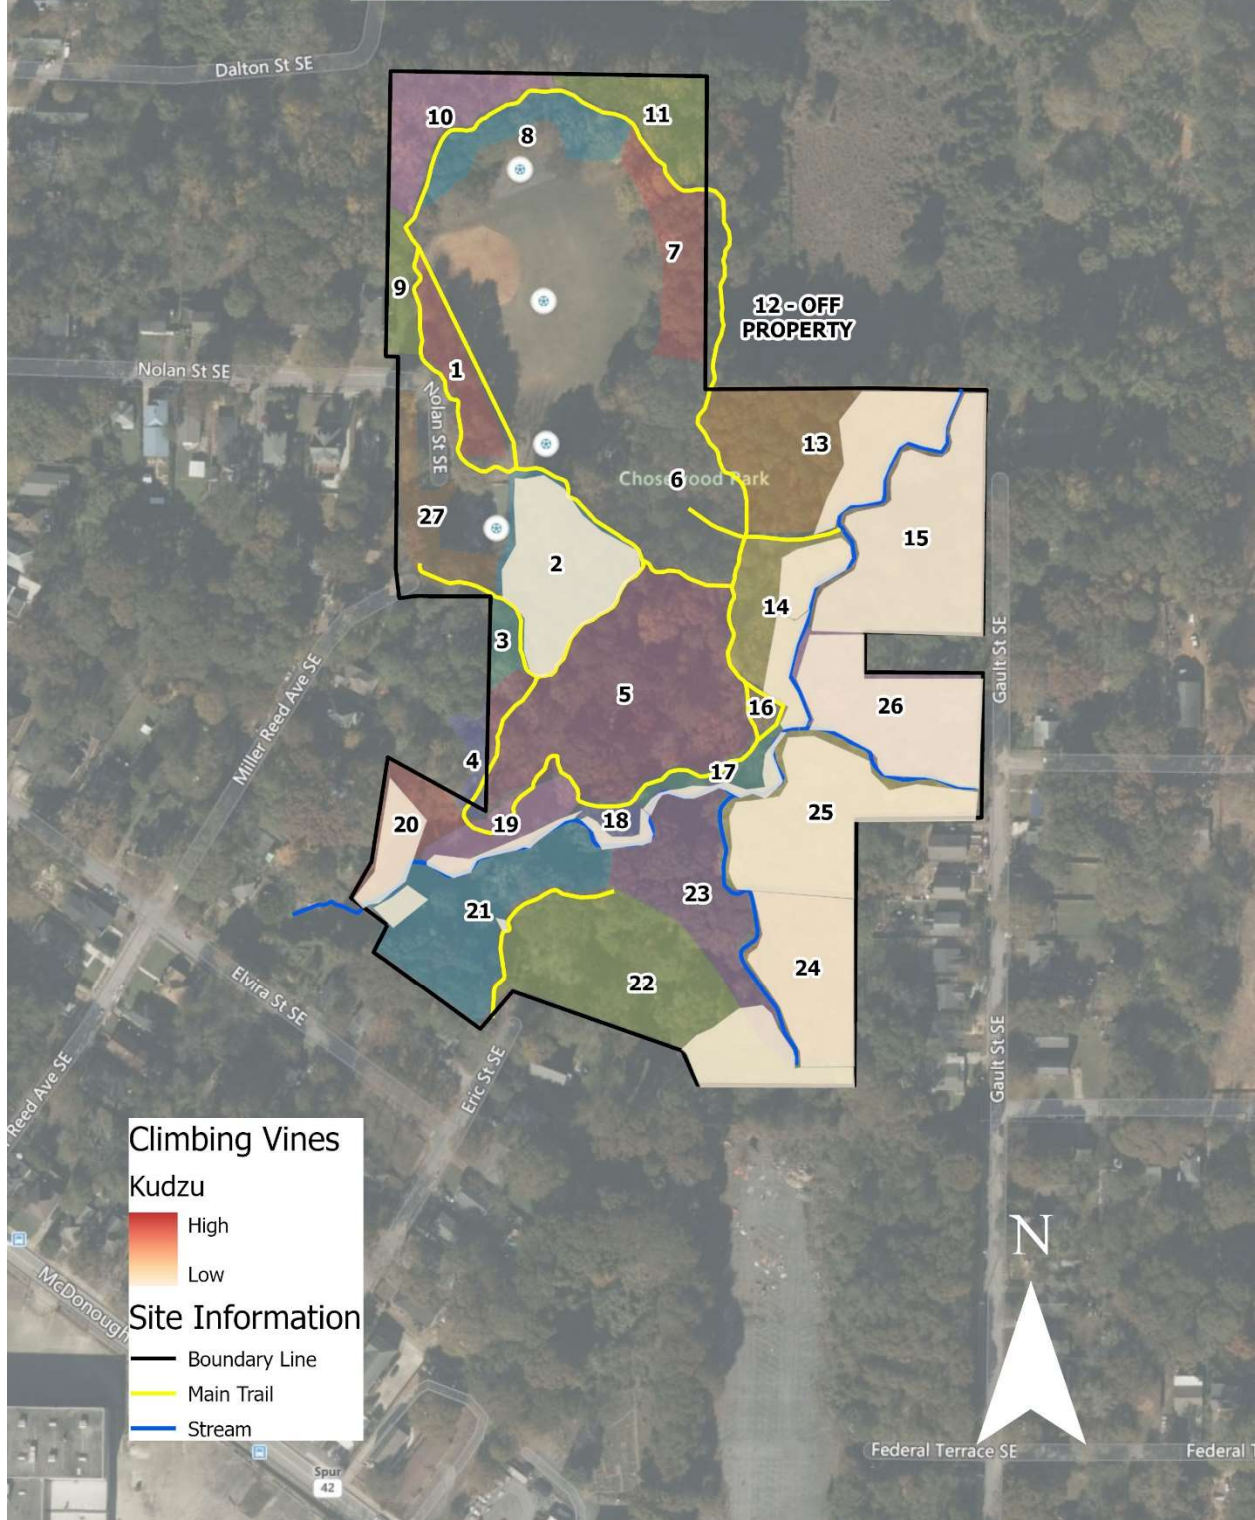 Dalton St SE
10
11
8
7
9
12 - OFF
PROPERTY
Nolan St SE
1
Nolan St SE
13
Chosewood Park
6
27
15
2
14
3
Gault St SE
5
16
26
Miller Reed Ave SE
4
17
20
19
18
25
23
21
24
22
Elvira St SE
Gault St SE
Eric St SE
Reed Ave SE
Climbing Vines
Kudzu
High
Low
Site Information
Boundary Line
Main Trail
Stream
McDonough
N
Spur
42
Federal Terrace SE
Federal T